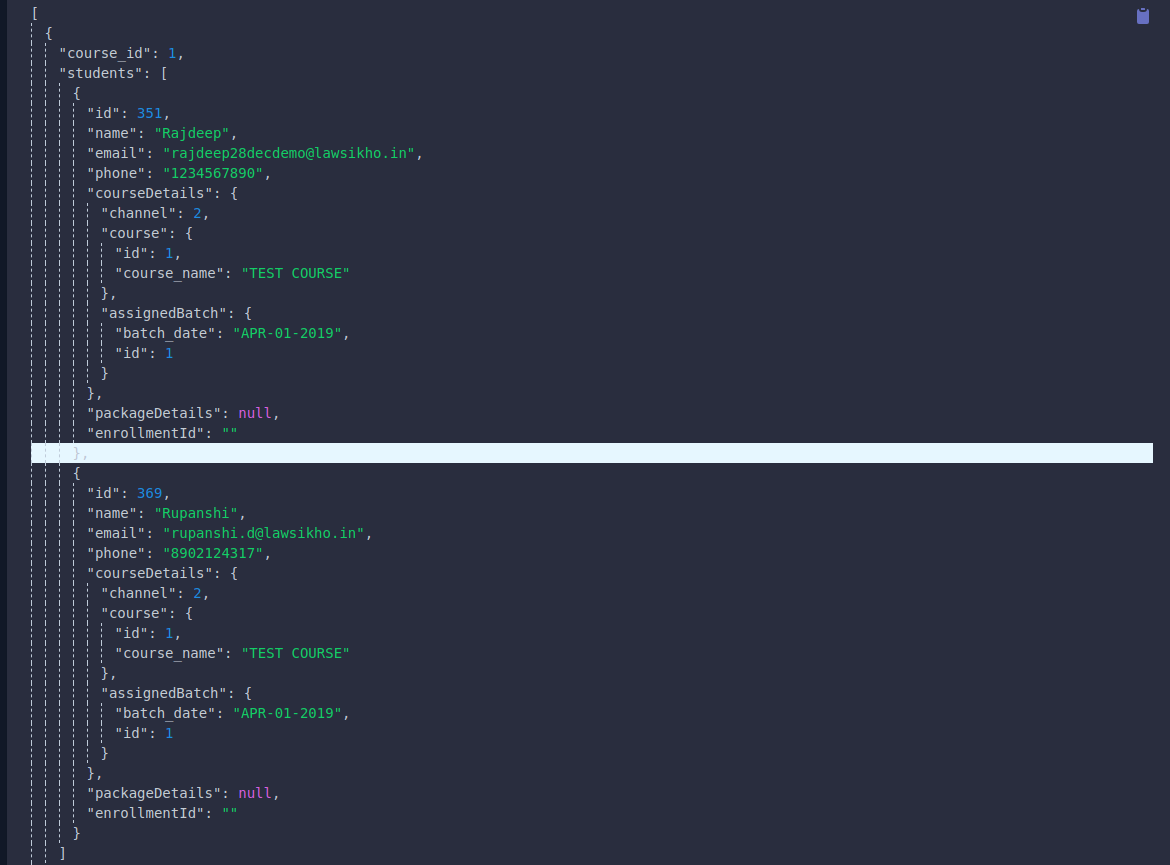 [
{
"course_id": 1,
"students": [
{
"id": 351,
"name": "Rajdeep",
"email": "rajdeep28decdemo@lawsikho.in",
"phone": "1234567890",
"courseDetails": {
"channel": 2,
"course": {
"id": 1,
"course_name": "TEST COURSE"
},
"assignedBatch": {
"batch_date": "APR-01-2019",
"id": 1
}
},
"packageDetails": null,
"enrollmentId": ""
},
{
"id": 369,
"name": "Rupanshi",
"email": "rupanshi.d@lawsikho.in",
"phone": "8902124317",
"courseDetails": {
"channel": 2,
"course": {
"id": 1,
"course_name": "TEST COURSE"
},
"assignedBatch": {
"batch_date": "APR-01-2019",
"id": 1
}
},
"packageDetails": null,
"enrollmentId": ""
}
]